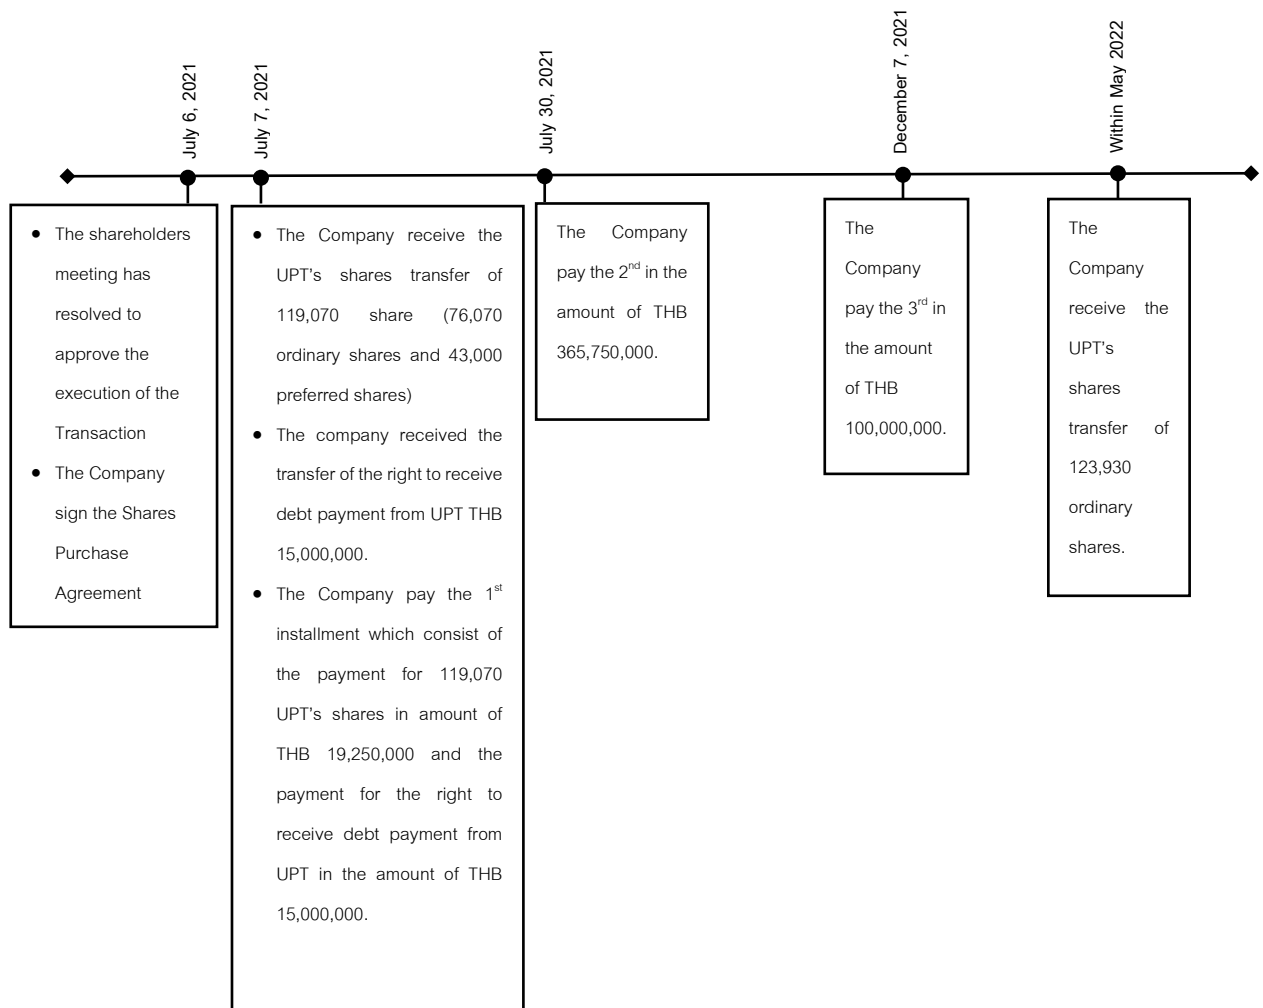 July 6, 2021
July 7, 2021
July 30, 2021
December 7, 2021
Within May 2022
• The shareholders
meeting has
resolved to
approve the
execution of the
Transaction
• The Company
sign the Shares
Purchase
Agreement
• The Company receive the
UPT's shares transfer of
119,070 share (76,070
ordinary shares and 43,000
preferred shares)
• The company received the
transfer of the right to receive
debt payment from UPT THB
15,000,000.
• The Company pay the 1st
installment which consist of
the payment for 119,070
UPT's shares in amount of
THB 19,250,000 and the
payment for the right to
receive debt payment from
UPT in the amount of THB
15,000,000.
The Company
pay the 2nd in the
amount of THB
365,750,000.
The
Company
pay the 3rd in
the amount
of THB
100,000,000.
The
Company
receive the
UPT's
shares
transfer of
123,930
ordinary
shares.